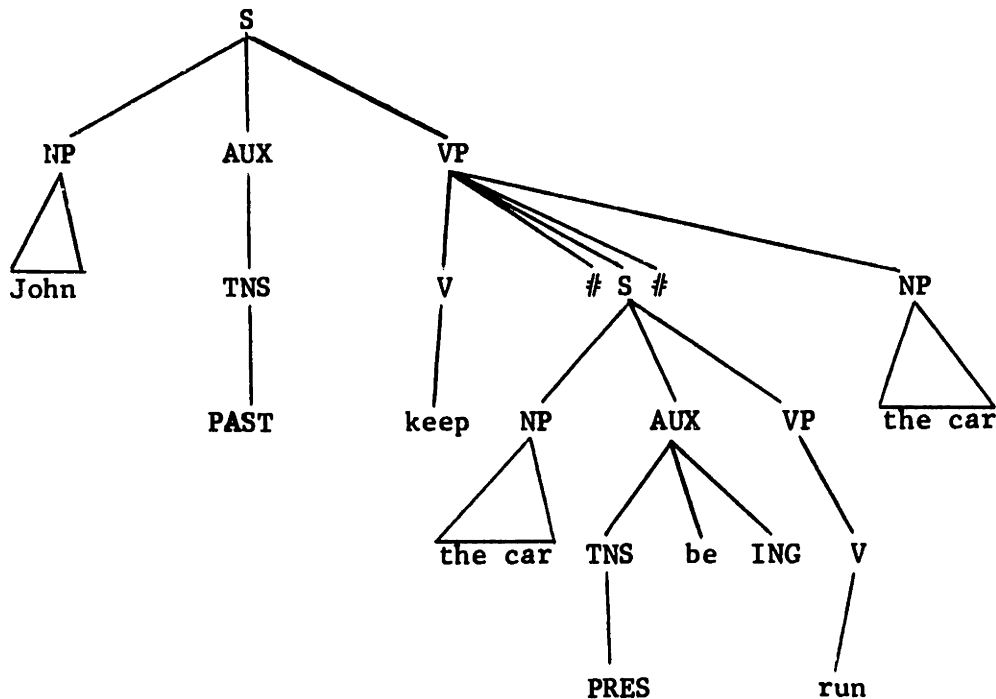 S
NP AUX VP
John TNS V # S # NP
PAST keep NP AUX VP the car
the car TNS be ING V
PRES run